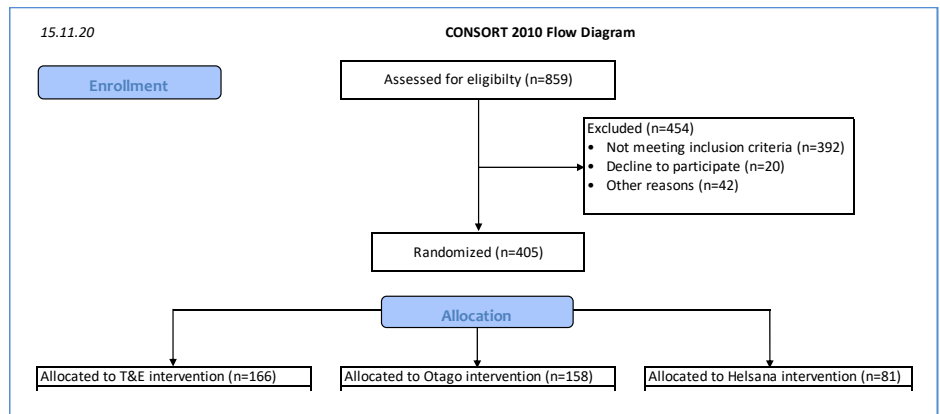 15.11.20
CONSORT 2010 Flow Diagram
Enrollment
Assessed for eligibilty (n=859)
Excluded (n=454)
• Not meeting inclusion criteria (n=392)
• Decline to participate (n=20)
• Other reasons (n=42)
Randomized (n=405)
Allocation
Allocated to T&E intervention (n=166)
Allocated to Otago intervention (n=158)
Allocated to Helsana intervention (n=81)